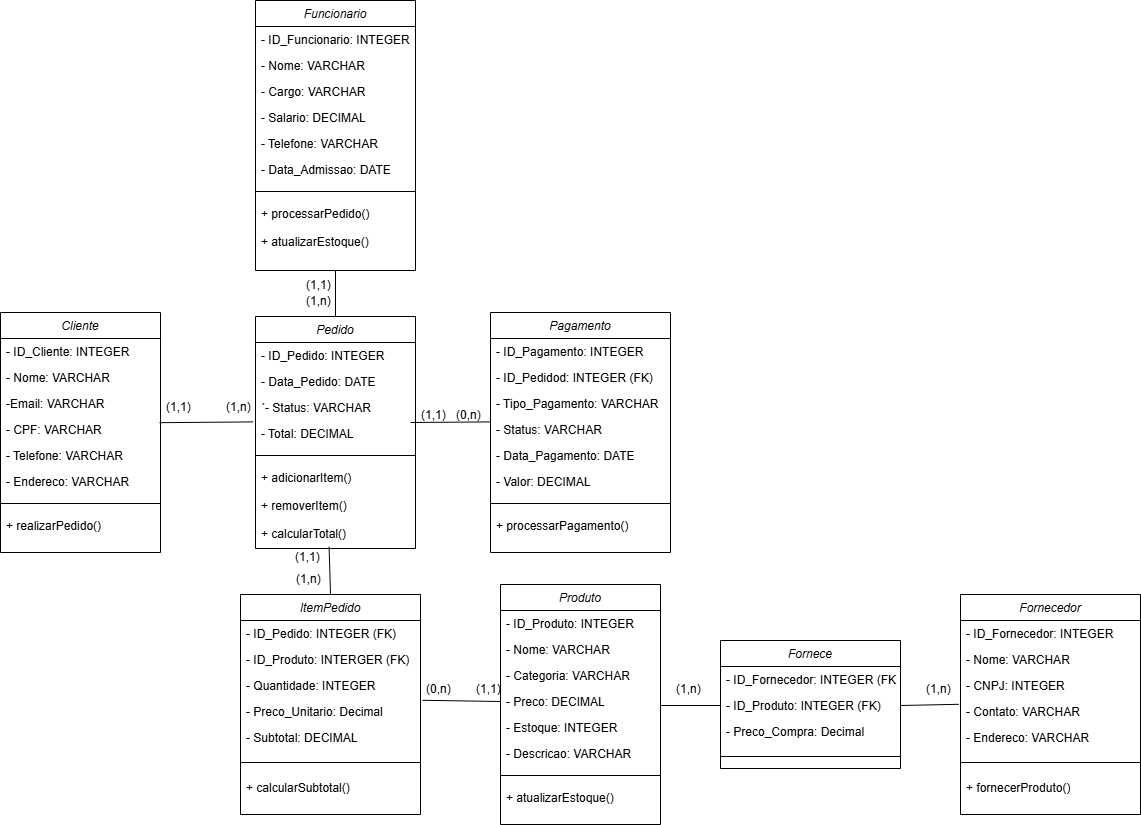 Funcionario
- ID_Funcionario: INTEGER
- Nome: VARCHAR
- Cargo: VARCHAR
- Salario: DECIMAL
- Telefone: VARCHAR
- Data_Admissao: DATE
+ processarPedido()
+ atualizarEstoque()
(1,1)
(1,n)
Cliente
- ID_Cliente: INTEGER
- Nome: VARCHAR
-Email: VARCHAR
- CPF: VARCHAR
- Telefone: VARCHAR
- Endereco: VARCHAR
+ realizarPedido()
(1,1)
(1,n)
Pedido
- ID_Pedido: INTEGER
- Data_Pedido: DATE
´- Status: VARCHAR
- Total: DECIMAL
+ adicionarItem()
+ removerItem()
+ calcularTotal()
(1,1)
(0,n)
Pagamento
- ID_Pagamento: INTEGER
- ID_Pedidod: INTEGER (FK)
- Tipo_Pagamento: VARCHAR
- Status: VARCHAR
- Data_Pagamento: DATE
- Valor: DECIMAL
+ processarPagamento()
(1,1)
(1,n)
ItemPedido
- ID_Pedido: INTEGER (FK)
- ID_Produto: INTERGER (FK)
- Quantidade: INTEGER
- Preco_Unitario: Decimal
- Subtotal: DECIMAL
+ calcularSubtotal()
(0,n)
(1,1)
Produto
- ID_Produto: INTEGER
- Nome: VARCHAR
- Categoria: VARCHAR
- Preco: DECIMAL
- Estoque: INTEGER
- Descricao: VARCHAR
+ atualizarEstoque()
(1,n)
Fornece
- ID_Fornecedor: INTEGER (FK
- ID_Produto: INTEGER (FK)
- Preco_Compra: Decimal
(1,n)
Fornecedor
- ID_Fornecedor: INTEGER
- Nome: VARCHAR
- CNPJ: INTEGER
- Contato: VARCHAR
- Endereco: VARCHAR
+ fornecerProduto()